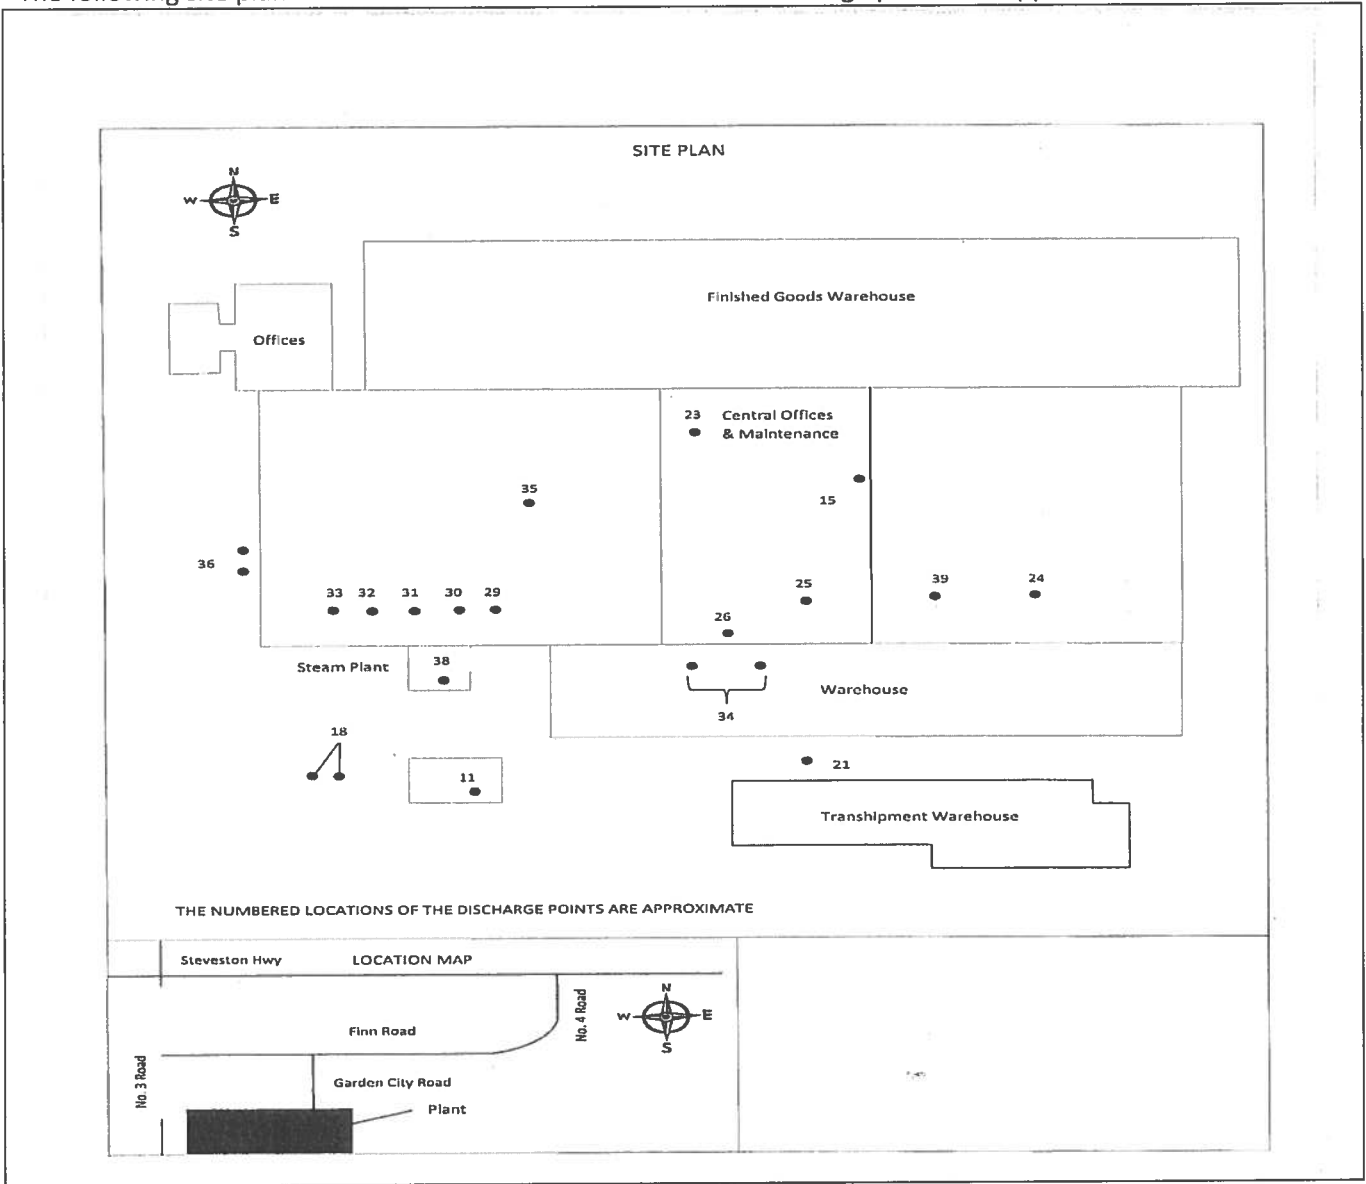 SITE PLAN
N
W E
S
Finished Goods Warehouse
Offices
23 Central Offices
& Maintenance
35
15
36
33 32 31 30 29
25
39 24
26
Steam Plant
38
Warehouse
34
18
11
21
Transhipment Warehouse
THE NUMBERED LOCATIONS OF THE DISCHARGE POINTS ARE APPROXIMATE
Steveston Hwy LOCATION MAP
No. 4 Road
N
W E
S
Finn Road
No. 3 Road
Garden City Road
Plant